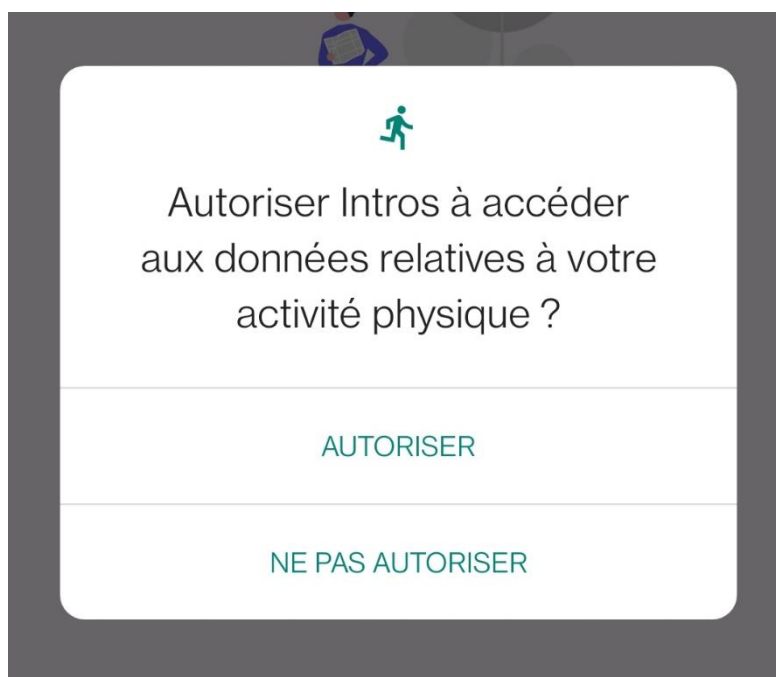 Autoriser Intros à accéder
aux données relatives à votre
activité physique ?
AUTORISER
NE PAS AUTORISER